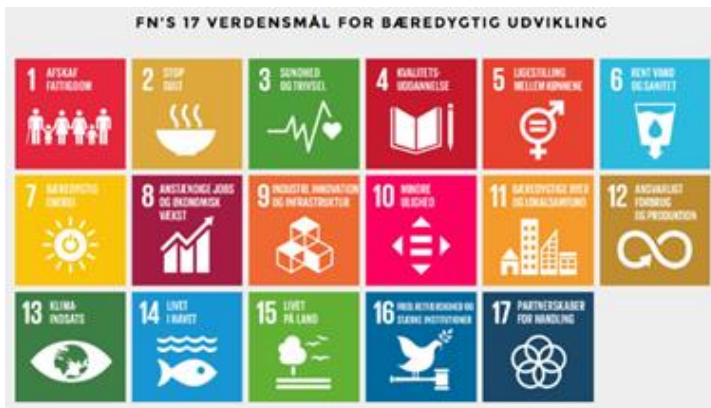 FN'S 17 VERDENSMÅL FOR BÆREDYGTIG UDVIKLING
1 AFSKAF
FATTIGDOM
2 STOP
SULT
3 SUNDHED
OG TRIVSEL
4 KVALITETS-
UDDANNELSE
5 LIGESTILLING
MELLEM KØNNENE
6 RENT VAND
OG SANITET
7 BÆREDYGTIG
ENERGI
8 ANSTÆNDIGE JOBS
OG ØKONOMISK
VÆKST
9 INDUSTRI, INNOVATION
OG INFRASTRUKTUR
10 MINDRE
ULIGHED
11 BÆREDYGTIGE BYER
OG LOKALSAMFUND
12 ANSVARLIGT
FORBRUG
OG PRODUKTION
13 KLIMA-
INDSATS
14 LIVET
I HAVET
15 LIVET
PÅ LAND
16 FRED, RETFÆRDIGHED OG
STÆRKE INSTITUTIONER
17 PARTNERSKABER
FOR HANDLING